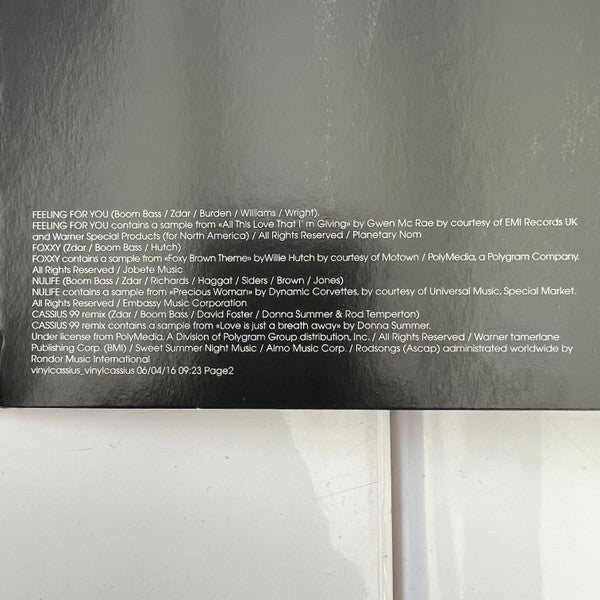 FEELING FOR YOU (Boom Bass / Zdar / Burden / Williams / Wright).
FEELING FOR YOU contains a sample from «All This Love That I' m Giving» by Gwen Mc Rae by courtesy of EMI Records UK
and Warner Special Products (for North America) / All Rights Reserved / Planetary Nom
FOXXY (Zdar / Boom Bass / Hutch)
FOXXY contains a sample from «Foxy Brown Theme» byWillie Hutch by courtesy of Motown / PolyMedia, a Polygram Company.
All Rights Reserved / Jobete Music
NULIFE (Boom Bass / Zdar / Richards / Haggat / Siders / Brown / Jones)
NULIFE contains a sample from «Precious Woman» by Dynamic Corvettes, by courtesy of Universal Music, Special Market.
All Rights Reserved / Embassy Music Corporation
CASSIUS 99 remix (Zdar / Boom Bass / David Foster / Donna Summer & Rod Temperton)
CASSIUS 99 remix contains a sample from «Love is just a breath away» by Donna Summer.
Under license from PolyMedia, A Division of Polygram Group distribution, Inc. / All Rights Reserved / Warner tamerlane
Publishing Corp. (BMI) / Sweet Summer Night Music / Almo Music Corp. / Rodsongs (Ascap) administrated worldwide by
Rondor Music International
vinylcassius_vinylcassius 06/04/16 09:23 Page2